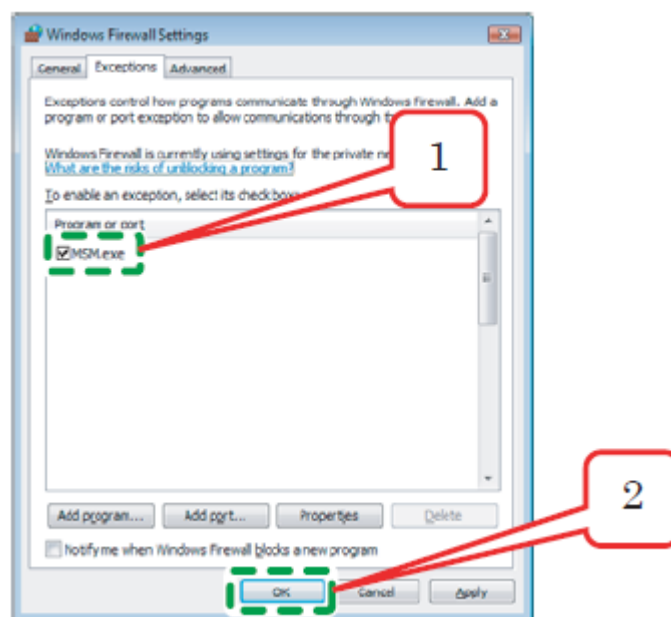 Windows Firewall Settings
General Exceptions Advanced
Exceptions control how programs communicate through Windows Firewall. Add a
program or port exception to allow communications through
Windows Firewall is currently using settings for the private
What are the risks of unblocking a program?
To enable an exception, select its check
Program or port
MSM.exe
Add program... Add port... Properties Delete
Notify me when Windows Firewall blocks a new program
OK Cancel Apply
1
2